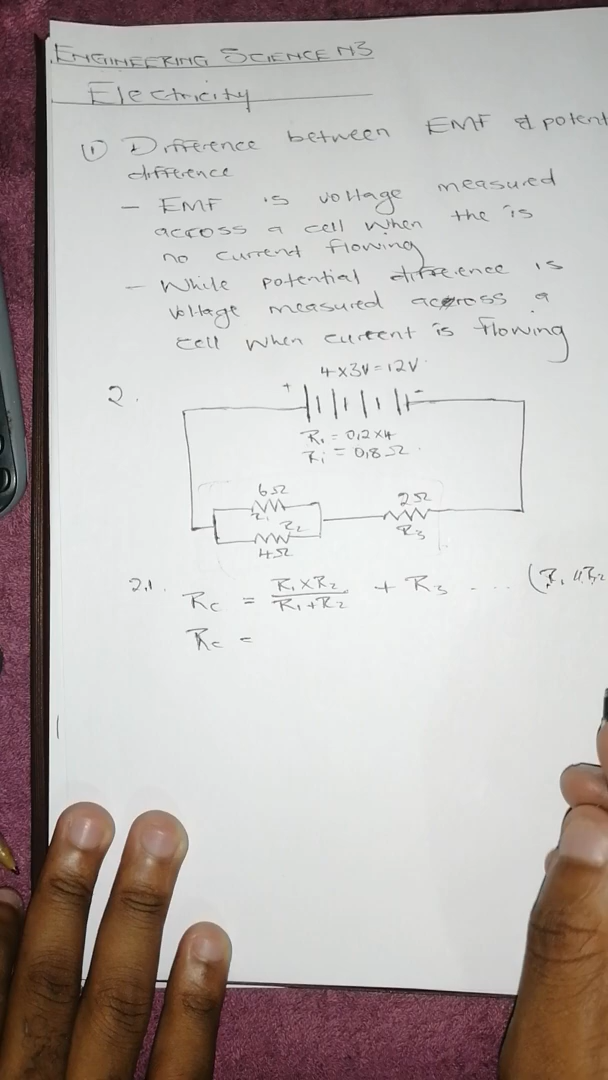 ENGINEERING SCIENCE N3
Electricity
① Difference between EMF & potent
difference
- EMF is voltage measured
across a cell when the is
no current flowing
- While potential difference is
voltage measured across a
cell when current is flowing
4×3V=12V
2.
+ -
Ri = 0,2×4
Ri = 0,8Ω
6Ω
R1
R2
4Ω
2Ω
R3
2.1. Rc = R1×R2 / R1+R2 + R3 ... (R1 // R2
Rc =